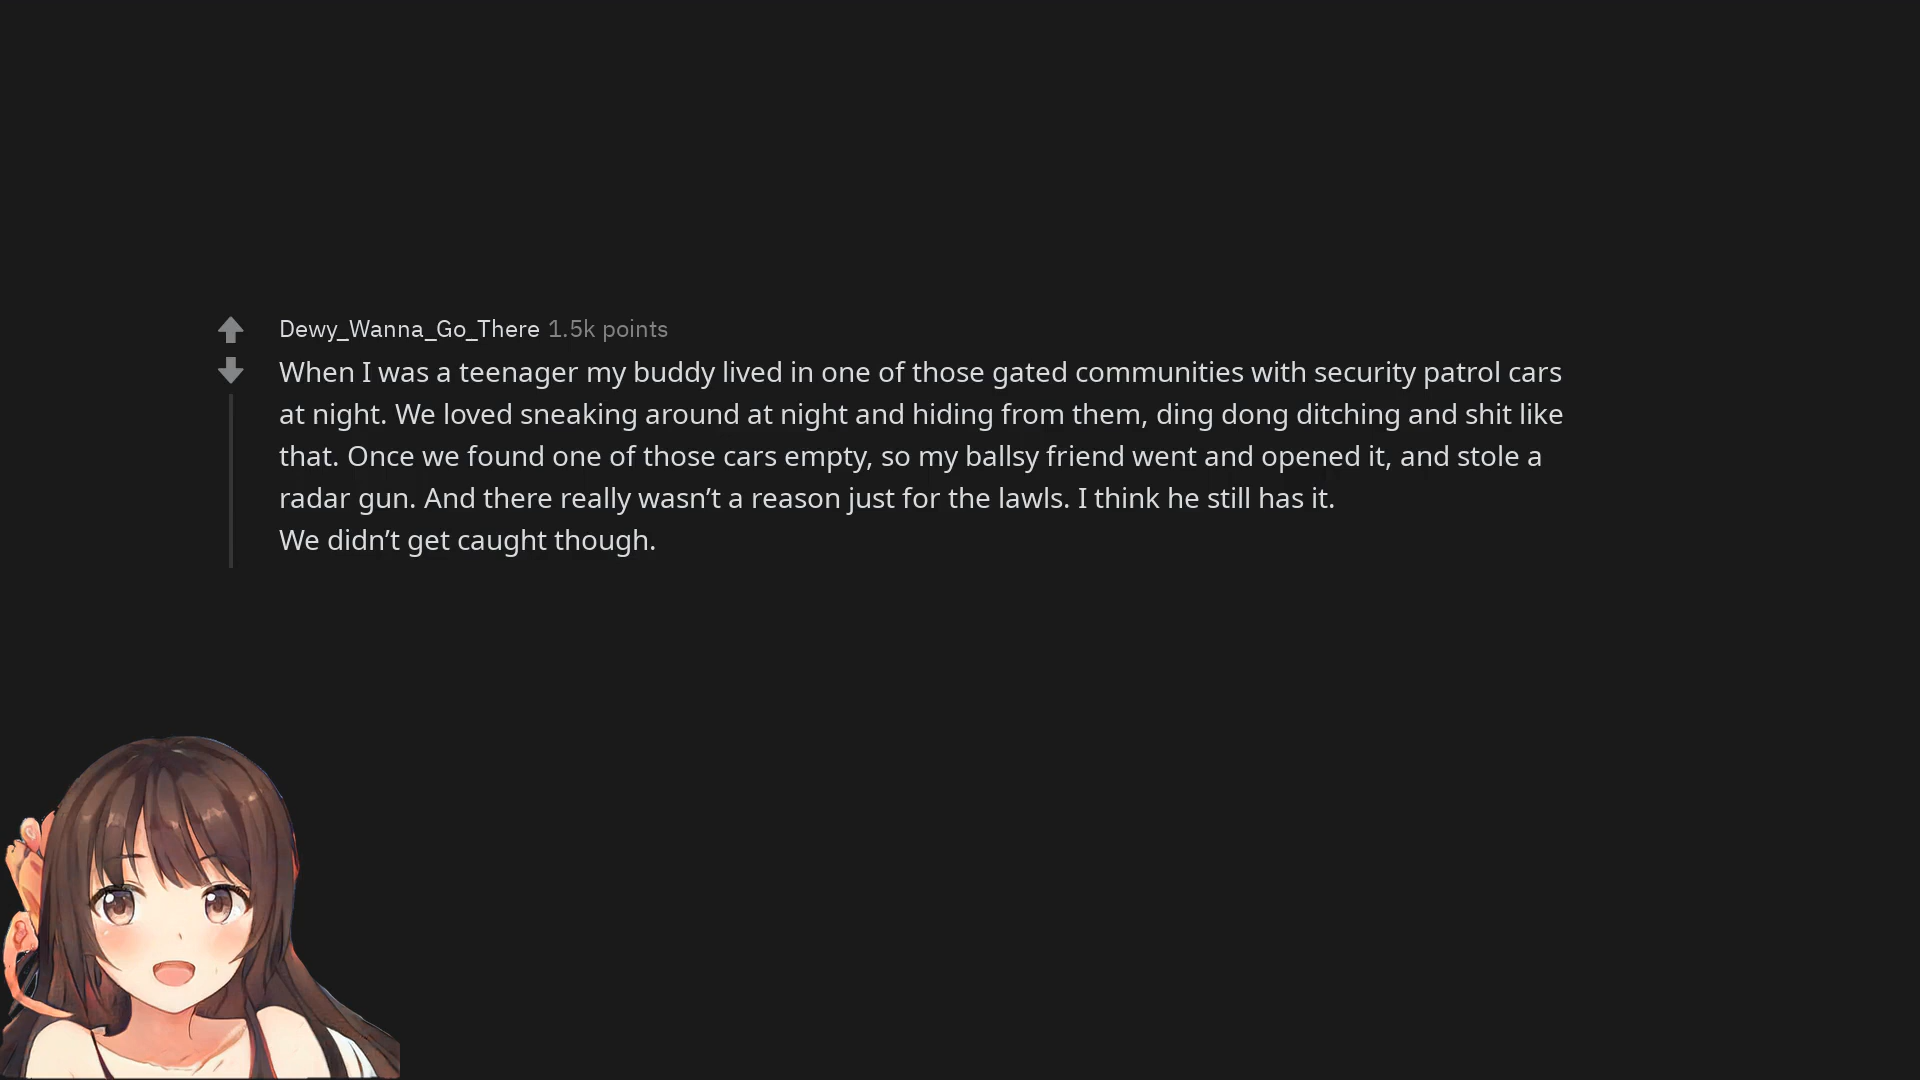 Dewy_Wanna_Go_There 1.5k points
When I was a teenager my buddy lived in one of those gated communities with security patrol cars
at night. We loved sneaking around at night and hiding from them, ding dong ditching and shit like
that. Once we found one of those cars empty, so my ballsy friend went and opened it, and stole a
radar gun. And there really wasn’t a reason just for the lawls. I think he still has it.
We didn’t get caught though.